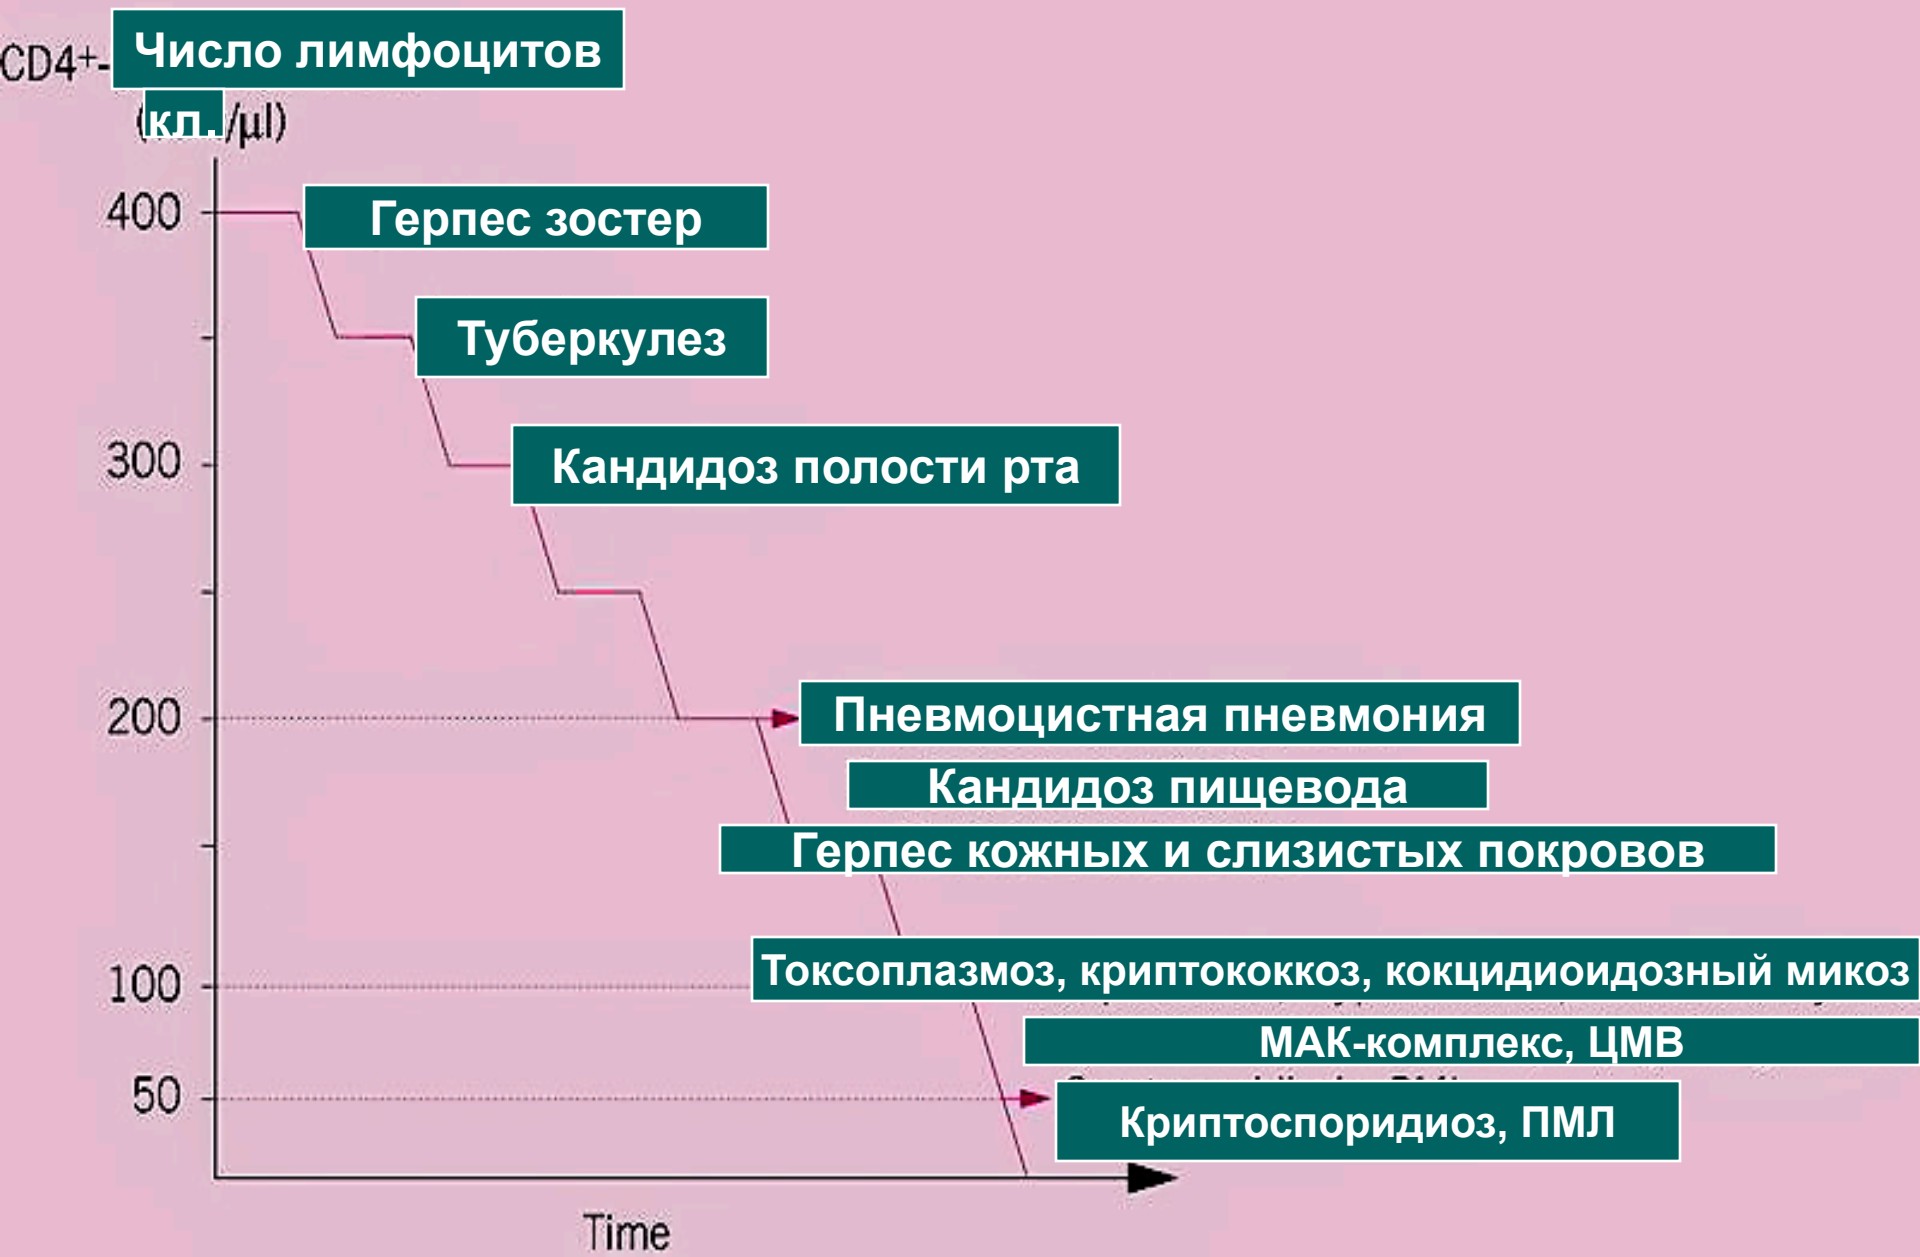 CD4+- Число лимфоцитов
(кл./µl)
400
Герпес зостер
Туберкулез
300
Кандидоз полости рта
200
Пневмоцистная пневмония
Кандидоз пищевода
Герпес кожных и слизистых покровов
Токсоплазмоз, криптококкоз, кокцидиоидозный микоз
100
МАК-комплекс, ЦМВ
50
Криптоспоридиоз, ПМЛ
Time